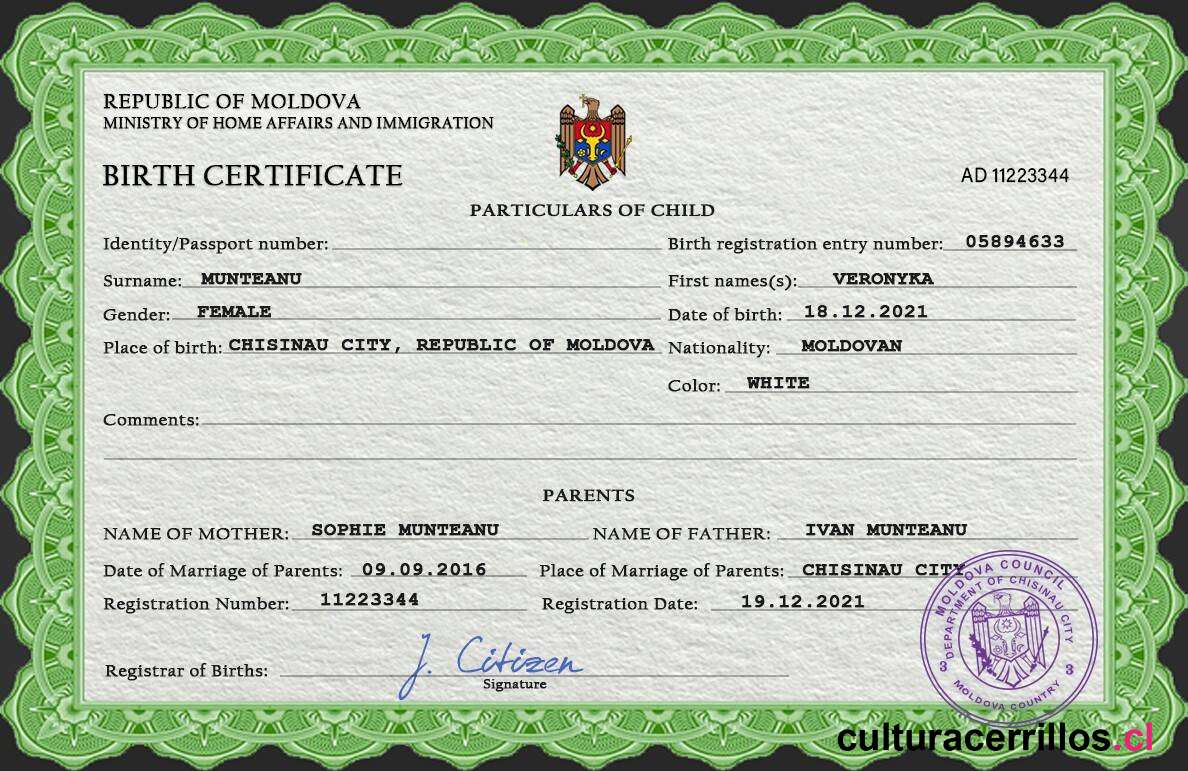 REPUBLIC OF MOLDOVA
MINISTRY OF HOME AFFAIRS AND IMMIGRATION
BIRTH CERTIFICATE
AD 11223344
PARTICULARS OF CHILD
Identity/Passport number:
Birth registration entry number: 05894633
Surname: MUNTEANU
First names(s): VERONYKA
Gender: FEMALE
Date of birth: 18.12.2021
Place of birth: CHISINAU CITY, REPUBLIC OF MOLDOVA
Nationality: MOLDOVAN
Color: WHITE
Comments:
PARENTS
NAME OF MOTHER: SOPHIE MUNTEANU
NAME OF FATHER: IVAN MUNTEANU
Date of Marriage of Parents: 09.09.2016
Place of Marriage of Parents: CHISINAU CITY
Registration Number: 11223344
Registration Date: 19.12.2021
Registrar of Births: J. Citizen
Signature
MOLDOVA COUNCIL
DEPARTMENT OF CHISINAU CITY
3 3
MOLDOVA COUNTRY
culturacerrillos.cl